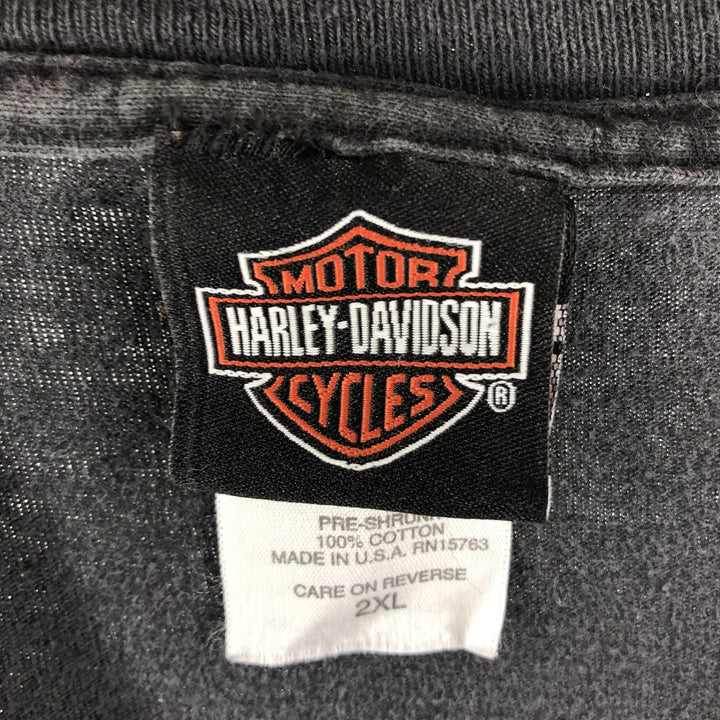 MOTOR
HARLEY-DAVIDSON
CYCLES
®
PRE-SHRUNK
100% COTTON
MADE IN U.S.A. RN15763
CARE ON REVERSE
2XL